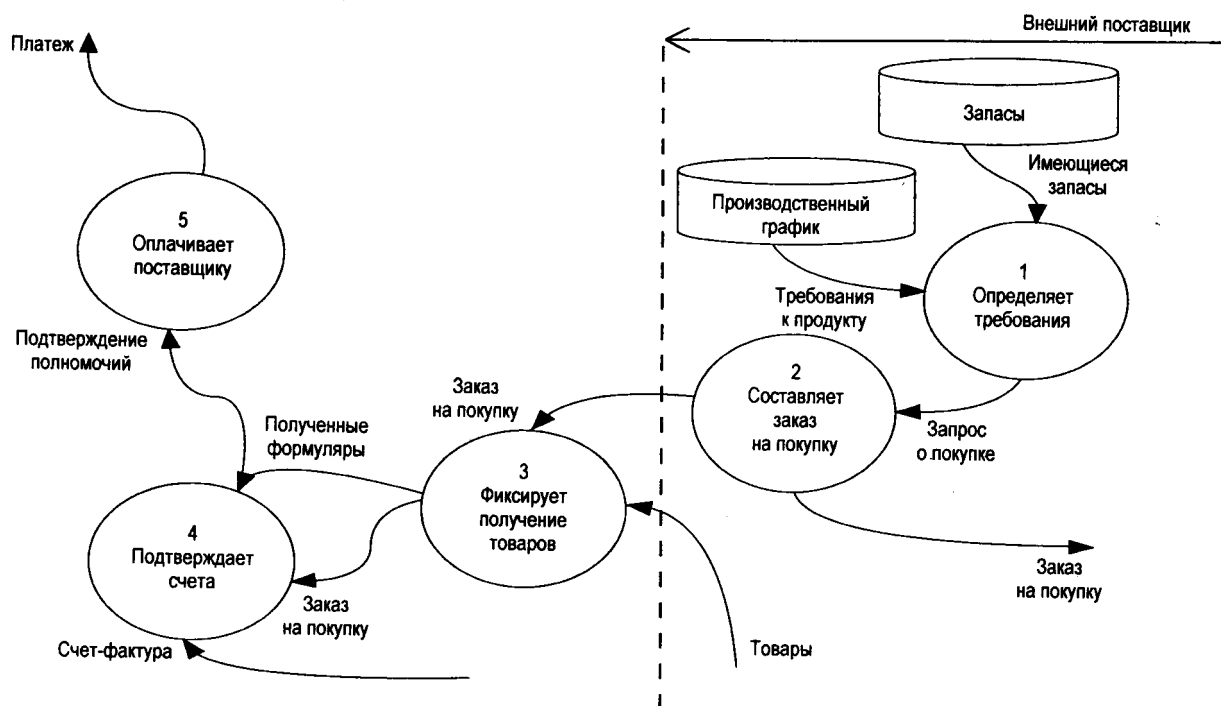 Внешний поставщик
Платеж
Запасы
Имеющиеся
запасы
Производственный
график
5
Оплачивает
поставщику
1
Определяет
требования
Требования
к продукту
Подтверждение
полномочий
2
Составляет
заказ
на покупку
Заказ
на покупку
Запрос
о покупке
Полученные
формуляры
3
Фиксирует
получение
товаров
4
Подтверждает
счета
Заказ
на покупку
Заказ
на покупку
Счет-фактура
Товары